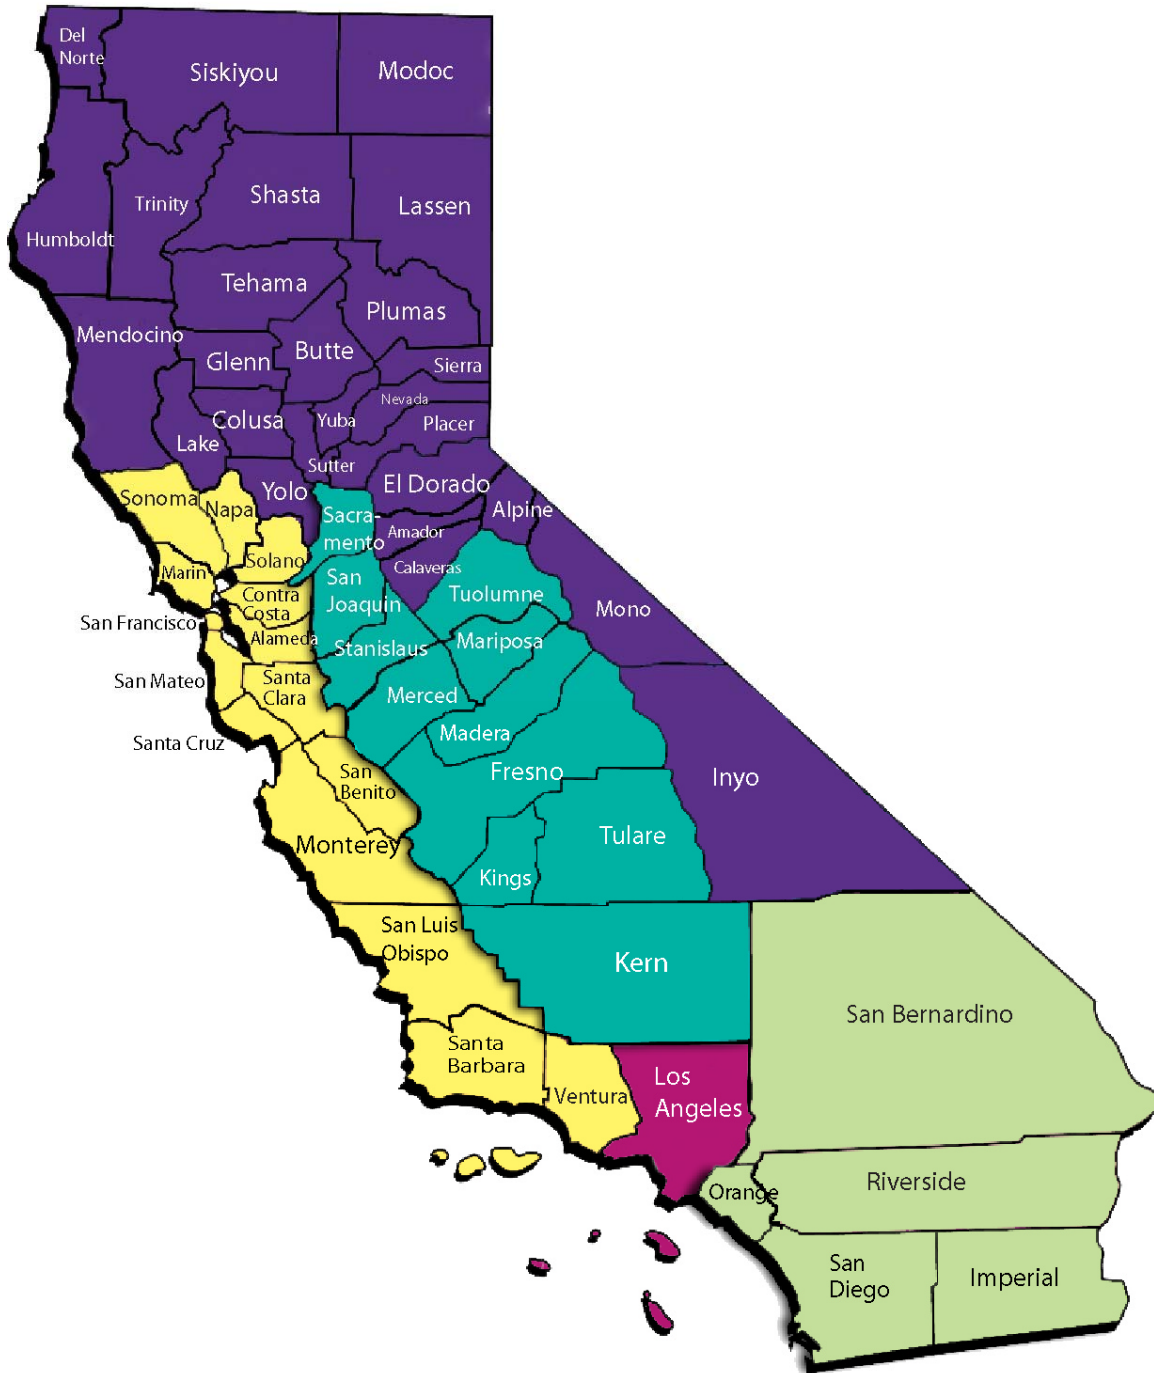 Del
Norte
Siskiyou
Modoc
Trinity
Shasta
Lassen
Humboldt
Tehama
Plumas
Mendocino
Glenn
Butte
Sierra
Nevada
Colusa
Yuba
Placer
Lake
Sutter
Yolo
El Dorado
Sonoma
Napa
Sacra-
mento
Alpine
Amador
Marin
Solano
Calaveras
San
Joaquin
Tuolumne
Mono
Contra
Costa
San Francisco
Alameda
Stanislaus
Mariposa
San Mateo
Santa
Clara
Merced
Santa Cruz
Madera
San
Benito
Fresno
Inyo
Monterey
Tulare
Kings
San Luis
Obispo
Kern
San Bernardino
Santa
Barbara
Ventura
Los
Angeles
Orange
Riverside
San
Diego
Imperial